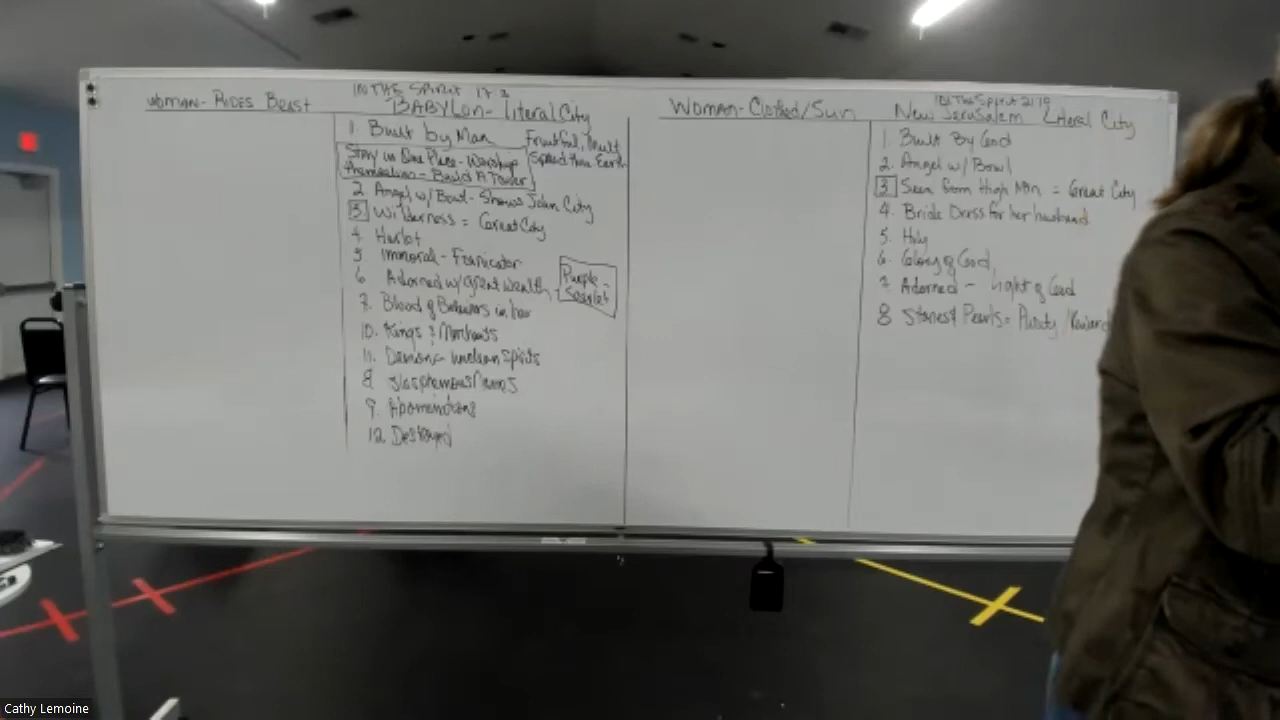 WOMAN - RIDES BEAST
IN THE SPIRIT 17:3
BABYLON - Literal City
1. Built by Man
Fruitful, Mult
Spread thru Earth
Stay in One Place - Worship
themselves - Build A Tower
2 Angel w/ Bowl - Shows John City
3 Wilderness = Great City
4 Harlot
5 Immoral - Fornicator
6 Adorned w/ great wealth -
Purple -
Scarlet
7. Blood of Believers in her
10. Kings & Merchants
11. Demons - unclean spirits
8. Blasphemous Names
9. Abominations
12 Destroyed
WOMAN - Clothed / Sun
In The Spirit 21:10
New Jerusalem Literal City
1. Built By God
2. Angel w/ Bowl
3 Seen from High Mtn = Great City
4. Bride Dress for her husband
5. Holy
6. Glory of God
7 Adorned - Light of God
8 Stones & Pearls = Purity / Reward
Cathy Lemoine